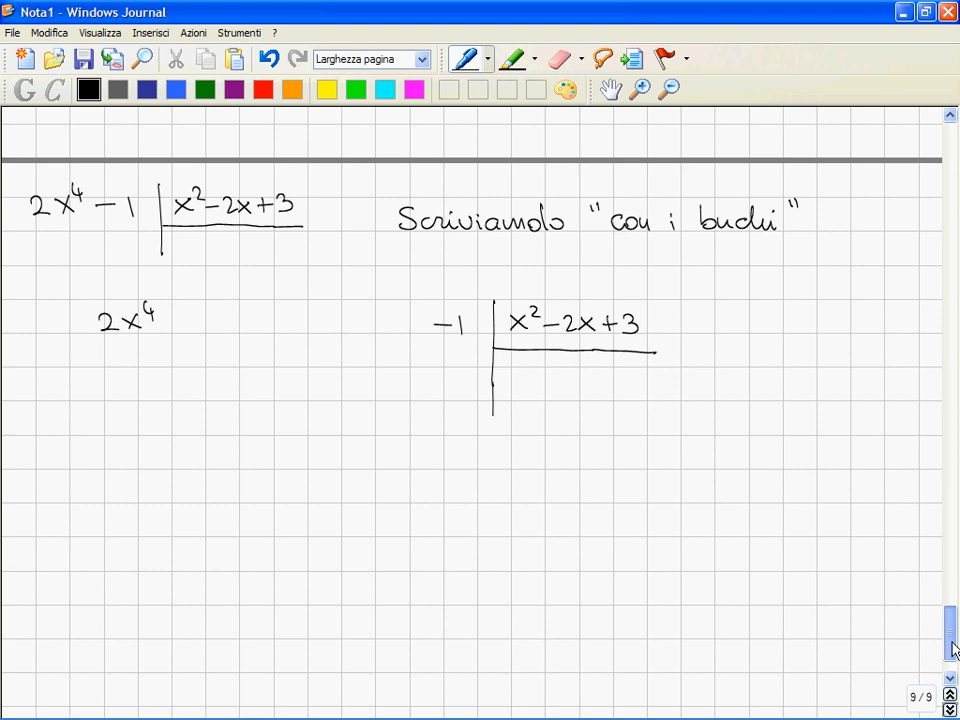 Nota1 - Windows Journal
File Modifica Visualizza Inserisci Azioni Strumenti ?
Larghezza pagina
G C
2x⁴ - 1 | x² - 2x + 3 Scriviamolo "con i buchi"
2x⁴ - 1 | x² - 2x + 3
9 / 9